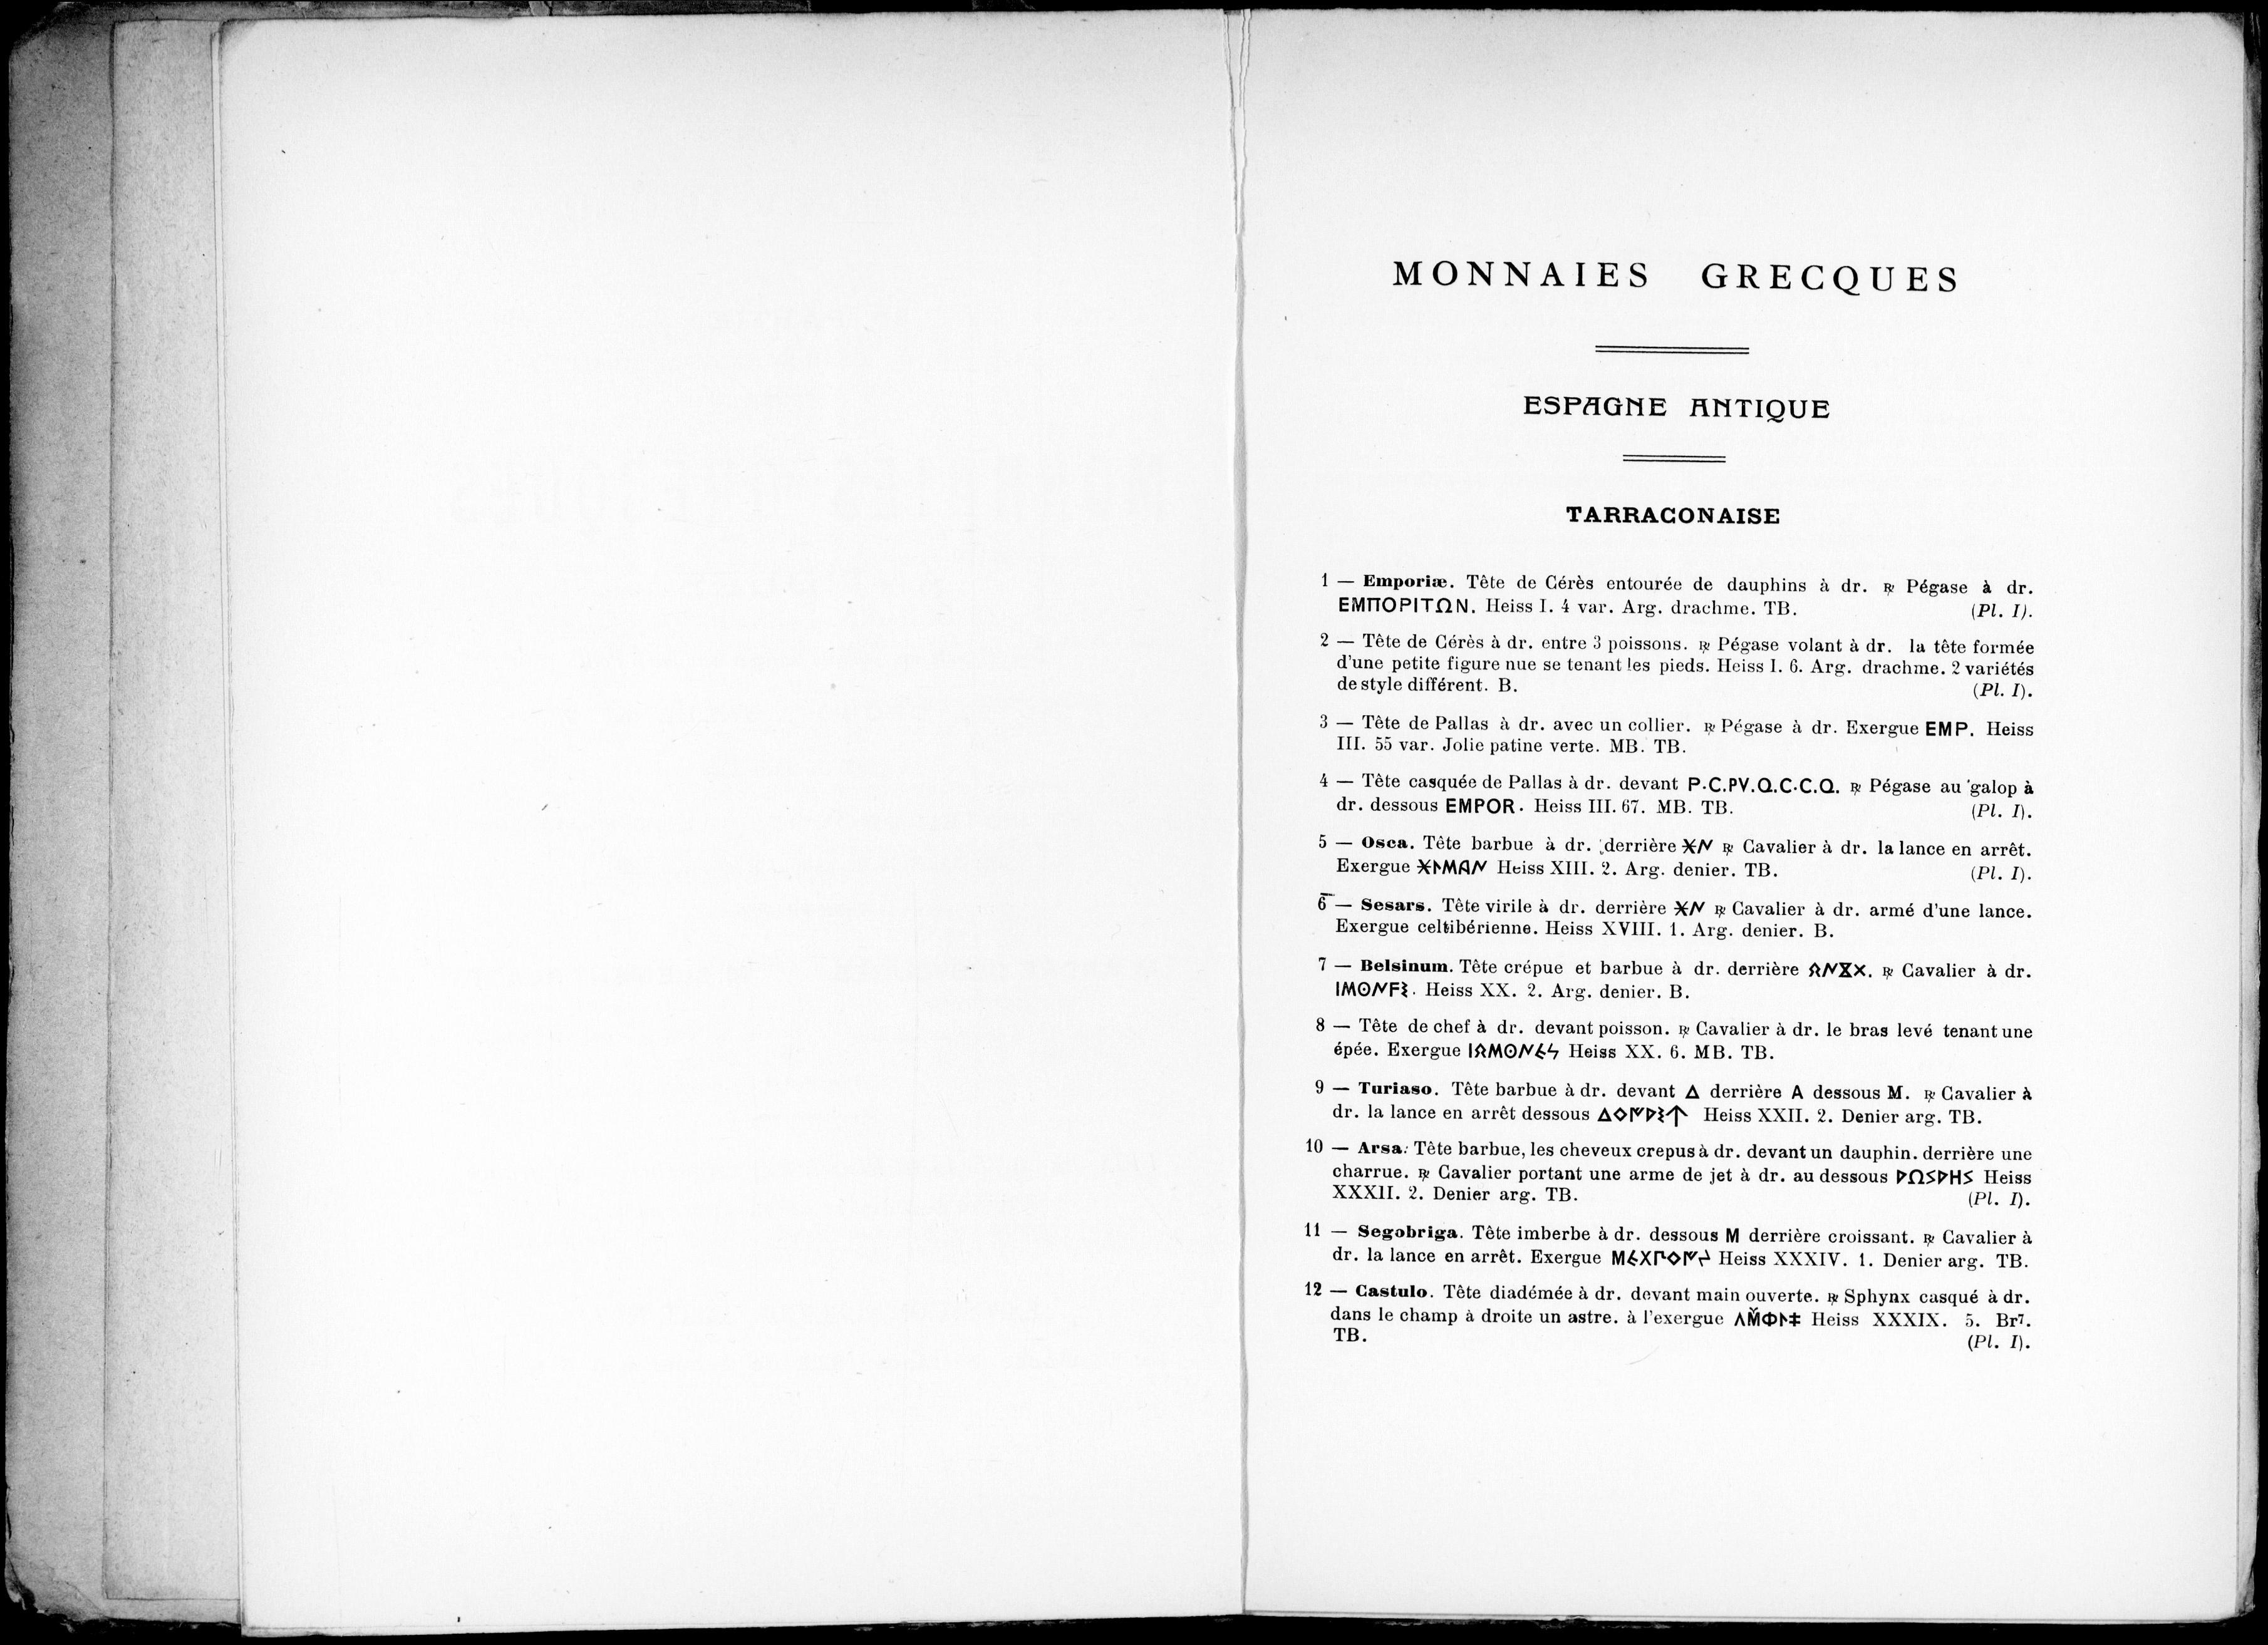 MONNAIES GRECQUES
ESPAGNE ANTIQUE
TARRACONAISE
1 — Emporiæ. Tête de Cérès entourée de dauphins à dr. ℞ Pégase à dr.
ΕΜΠΟΡΙΤΩΝ. Heiss I. 4 var. Arg. drachme. TB. (Pl. I).
2 — Tête de Cérès à dr. entre 3 poissons. ℞ Pégase volant à dr. la tête formée
d'une petite figure nue se tenant les pieds. Heiss I. 6. Arg. drachme. 2 variétés
de style différent. B. (Pl. I).
3 — Tête de Pallas à dr. avec un collier. ℞ Pégase à dr. Exergue EMP. Heiss
III. 55 var. Jolie patine verte. MB. TB.
4 — Tête casquée de Pallas à dr. devant P.C.PV.Q.C.C.Q. ℞ Pégase au galop à
dr. dessous EMPOR. Heiss III. 67. MB. TB. (Pl. I).
5 — Osca. Tête barbue à dr. derrière ℞ Cavalier à dr. la lance en arrêt.
Exergue Heiss XIII. 2. Arg. denier. TB. (Pl. I).
6 — Sesars. Tête virile à dr. derrière ℞ Cavalier à dr. armé d'une lance.
Exergue celtibérienne. Heiss XVIII. 1. Arg. denier. B.
7 — Belsinum. Tête crépue et barbue à dr. derrière ℞ Cavalier à dr.
Heiss XX. 2. Arg. denier. B.
8 — Tête de chef à dr. devant poisson. ℞ Cavalier à dr. le bras levé tenant une
épée. Exergue Heiss XX. 6. MB. TB.
9 — Turiaso. Tête barbue à dr. devant Δ derrière A dessous M. ℞ Cavalier à
dr. la lance en arrêt dessous Heiss XXII. 2. Denier arg. TB.
10 — Arsa. Tête barbue, les cheveux crepus à dr. devant un dauphin. derrière une
charrue. ℞ Cavalier portant une arme de jet à dr. au dessous Heiss
XXXII. 2. Denier arg. TB. (Pl. I).
11 — Segobriga. Tête imberbe à dr. dessous M derrière croissant. ℞ Cavalier à
dr. la lance en arrêt. Exergue Heiss XXXIV. 1. Denier arg. TB.
12 — Castulo. Tête diadémée à dr. devant main ouverte. ℞ Sphynx casqué à dr.
dans le champ à droite un astre. à l'exergue Heiss XXXIX. 5. Br7.
TB. (Pl. I).